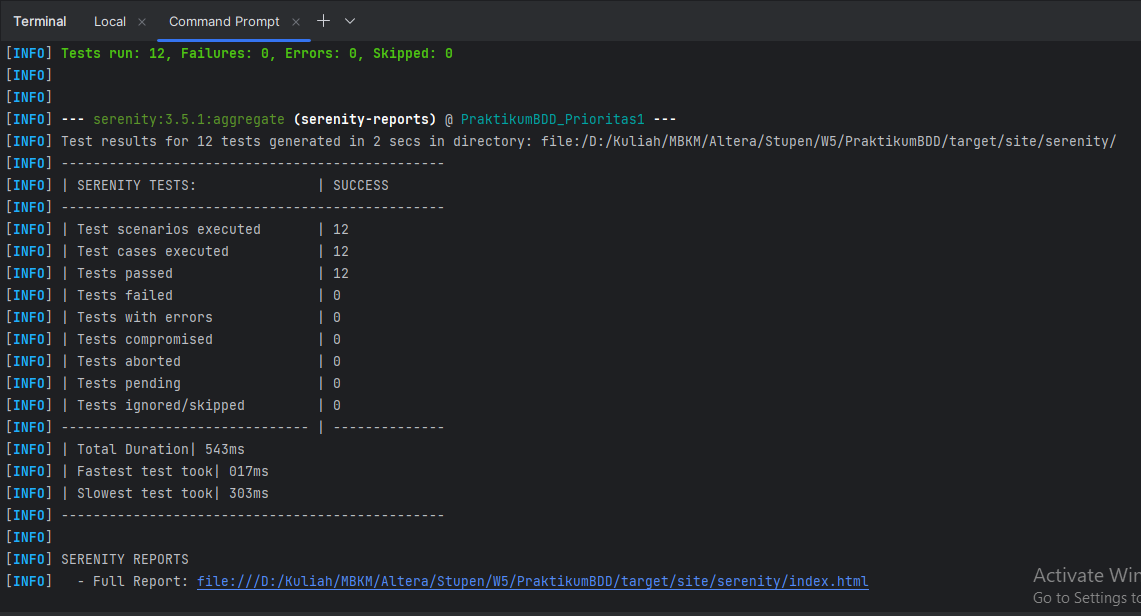 Terminal Local × Command Prompt × + 
[INFO] Tests run: 12, Failures: 0, Errors: 0, Skipped: 0
[INFO]
[INFO]
[INFO] --- serenity:3.5.1:aggregate (serenity-reports) @ PraktikumBDD_Prioritas1 ---
[INFO] Test results for 12 tests generated in 2 secs in directory: file:/D:/Kuliah/MBKM/Altera/Stupen/W5/PraktikumBDD/target/site/serenity/
[INFO] ------------------------------------------------
[INFO] | SERENITY TESTS:               | SUCCESS
[INFO] ------------------------------------------------
[INFO] | Test scenarios executed       | 12
[INFO] | Test cases executed           | 12
[INFO] | Tests passed                  | 12
[INFO] | Tests failed                  | 0
[INFO] | Tests with errors             | 0
[INFO] | Tests compromised             | 0
[INFO] | Tests aborted                 | 0
[INFO] | Tests pending                 | 0
[INFO] | Tests ignored/skipped         | 0
[INFO] ------------------------------- | --------------
[INFO] | Total Duration| 543ms
[INFO] | Fastest test took| 017ms
[INFO] | Slowest test took| 303ms
[INFO] ------------------------------------------------
[INFO]
[INFO] SERENITY REPORTS
[INFO]   - Full Report: file:///D:/Kuliah/MBKM/Altera/Stupen/W5/PraktikumBDD/target/site/serenity/index.html
Activate Win
Go to Settings to